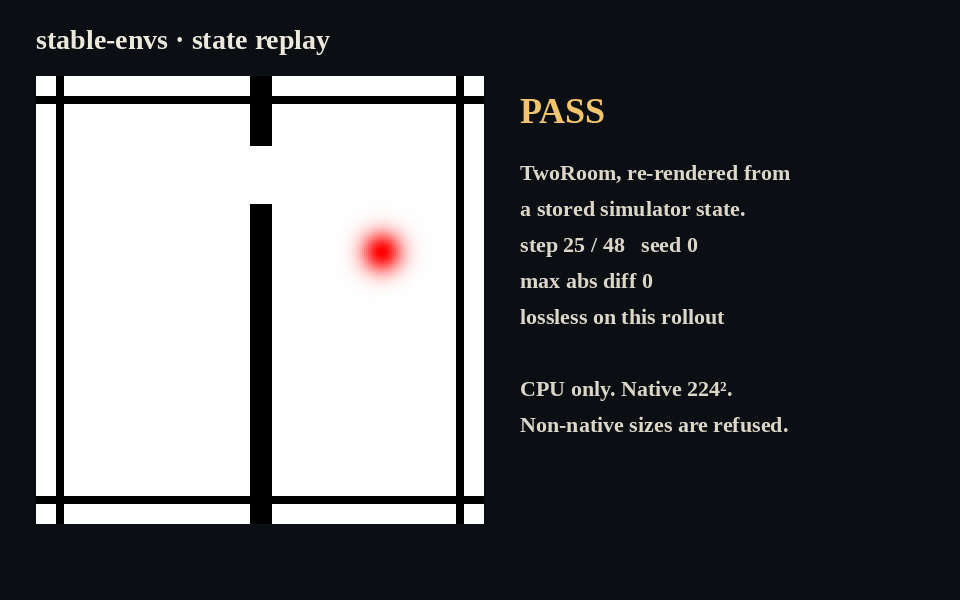 stable-envs · state replay
PASS
TwoRoom, re-rendered from
a stored simulator state.
step 25 / 48   seed 0
max abs diff 0
lossless on this rollout
CPU only. Native 224².
Non-native sizes are refused.